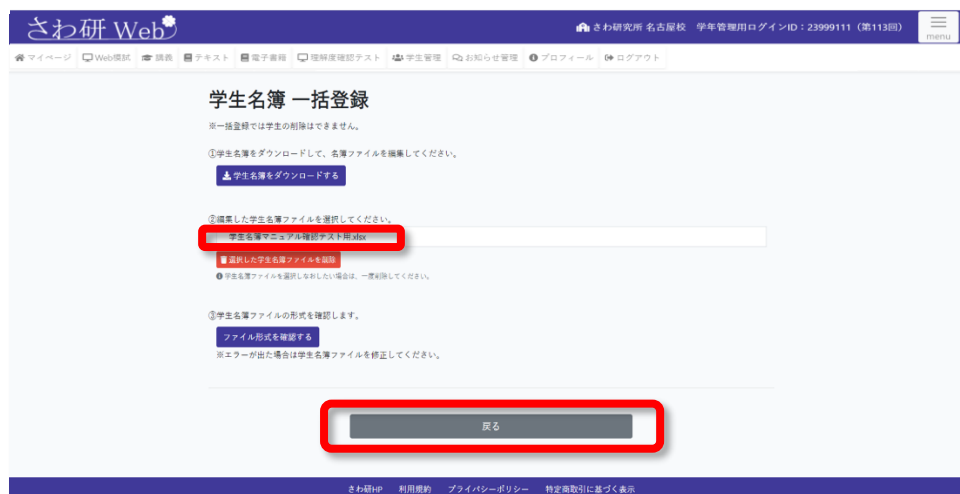 さわ研 Web
さわ研究所 名古屋校 学年管理用ログインID：23999111（第113回）
menu
マイページ Web模試 講義 テキスト 電子書籍 理解度確認テスト 学生管理 お知らせ管理 プロフィール ログアウト
学生名簿 一括登録
※一括登録では学生の削除はできません。
①学生名簿をダウンロードして、名簿ファイルを編集してください。
学生名簿をダウンロードする
②編集した学生名簿ファイルを選択してください。
学生名簿マニュアル確認テスト用.xlsx
選択した学生名簿ファイルを削除
学生名簿ファイルを選択しなおしたい場合は、一度削除してください。
③学生名簿ファイルの形式を確認します。
ファイル形式を確認する
※エラーが出た場合は学生名簿ファイルを修正してください。
戻る
さわ研HP 利用規約 プライバシーポリシー 特定商取引に基づく表示